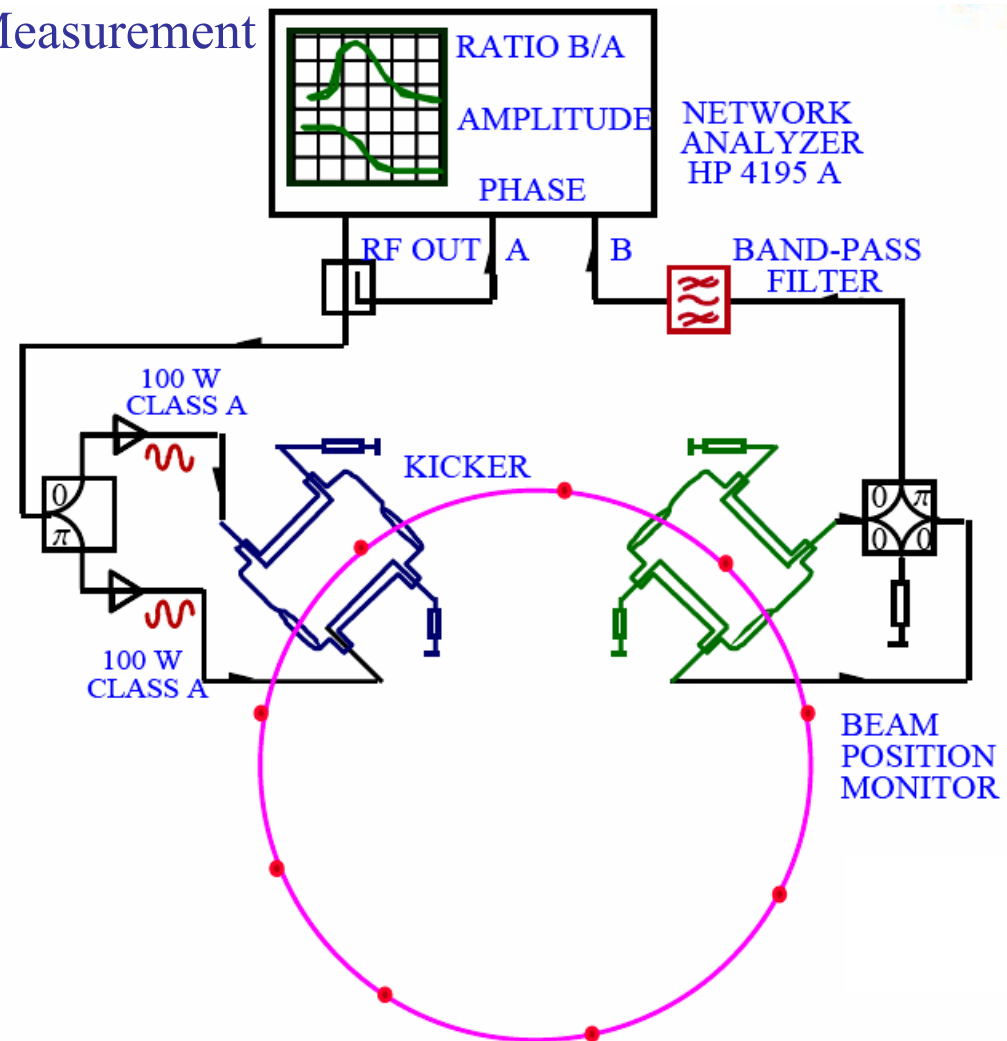 Measurement
RATIO B/A
AMPLITUDE
PHASE
NETWORK
ANALYZER
HP 4195 A
RF OUT
A
B
BAND-PASS
FILTER
100 W
CLASS A
KICKER
0
π
0
π
0
0
100 W
CLASS A
BEAM
POSITION
MONITOR